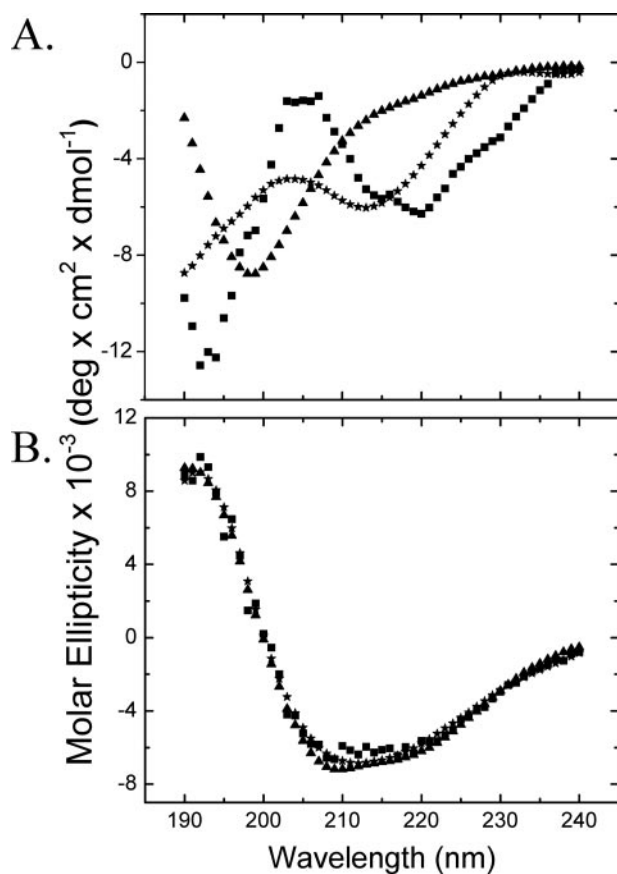 A.
0
-4
-8
-12
B.
12
8
4
0
-4
-8
Molar Ellipticity x 10⁻³ (deg x cm² x dmol⁻¹)
190 200 210 220 230 240
Wavelength (nm)